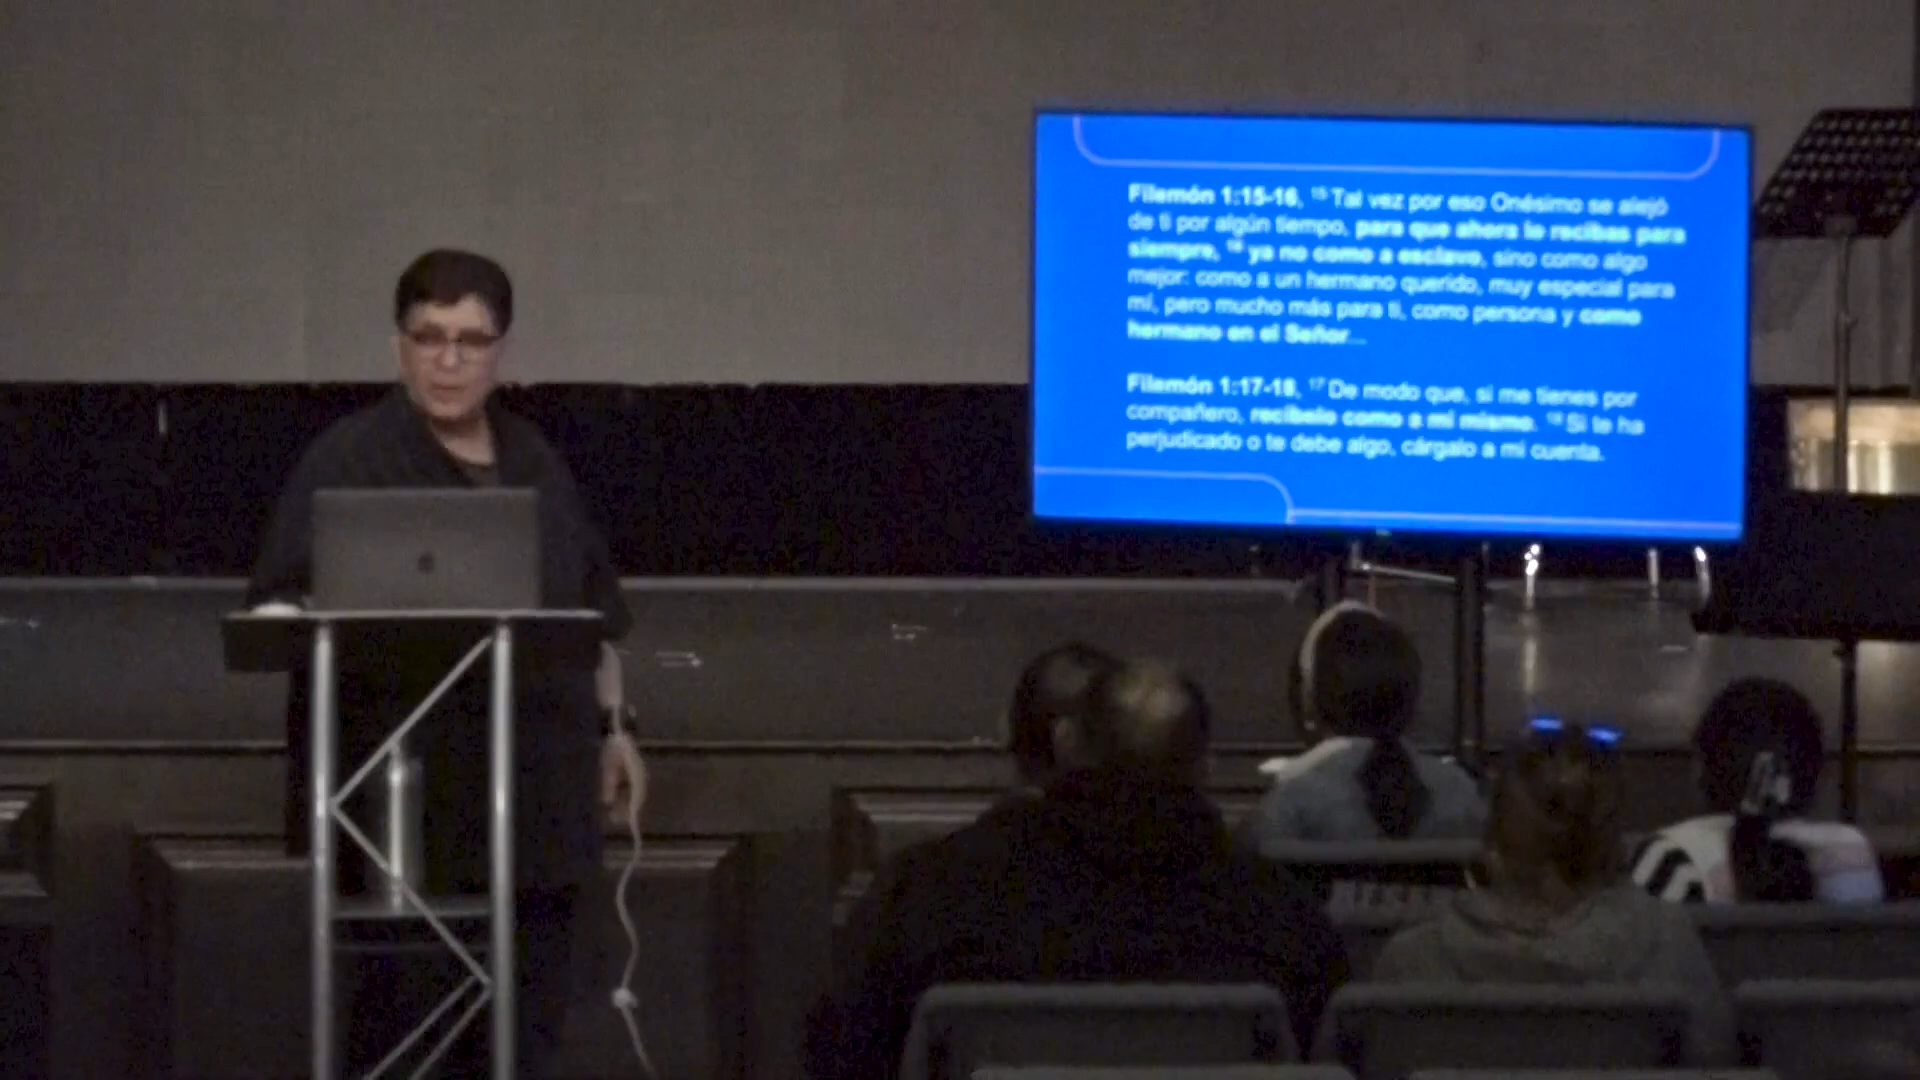 Filemón 1:15-16, ¹⁵ Tal vez por eso Onésimo se alejó
de ti por algún tiempo, para que ahora lo recibas para
siempre, ¹⁶ ya no como a esclavo, sino como algo
mejor: como a un hermano querido, muy especial para
mí, pero mucho más para ti, como persona y como
hermano en el Señor...
Filemón 1:17-18, ¹⁷ De modo que, si me tienes por
compañero, recíbelo como a mí mismo. ¹⁸ Si te ha
perjudicado o te debe algo, cárgalo a mi cuenta.